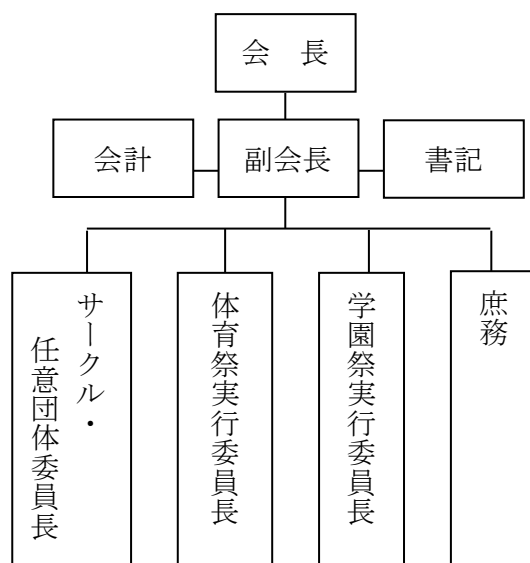 会　長
会計
副会長
書記
サークル・
任意団体委員長
体育祭実行委員長
学園祭実行委員長
庶務